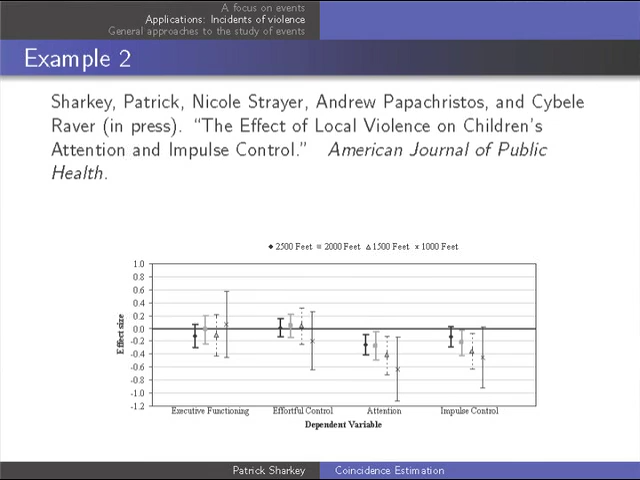 A focus on events
Applications: Incidents of violence
General approaches to the study of events
Example 2
Sharkey, Patrick, Nicole Strayer, Andrew Papachristos, and Cybele
Raver (in press). “The Effect of Local Violence on Children’s
Attention and Impulse Control.” American Journal of Public
Health.
2500 Feet 2000 Feet 1500 Feet 1000 Feet
1.0
0.8
0.6
0.4
0.2
0.0
-0.2
-0.4
-0.6
-0.8
-1.0
-1.2
Effect size
Executive Functioning Effortful Control Attention Impulse Control
Dependent Variable
Patrick Sharkey Coincidence Estimation